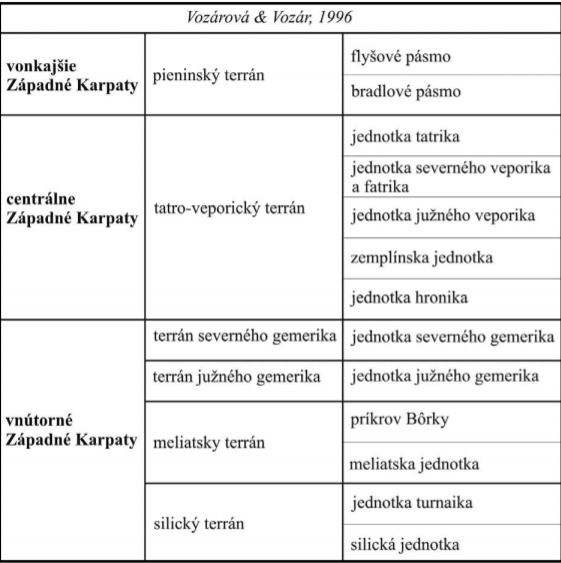 Vozárová & Vozár, 1996
vonkajšie
Západné Karpaty
pieninský terrán
flyšové pásmo
bradlové pásmo
centrálne
Západné Karpaty
tatro-veporický terrán
jednotka tatrika
jednotka severného veporika
a fatrika
jednotka južného veporika
zemplínska jednotka
jednotka hronika
vnútorné
Západné Karpaty
terrán severného gemerika
jednotka severného gemerika
terrán južného gemerika
jednotka južného gemerika
meliatsky terrán
príkrov Bôrky
meliatska jednotka
silický terrán
jednotka turnaika
silická jednotka